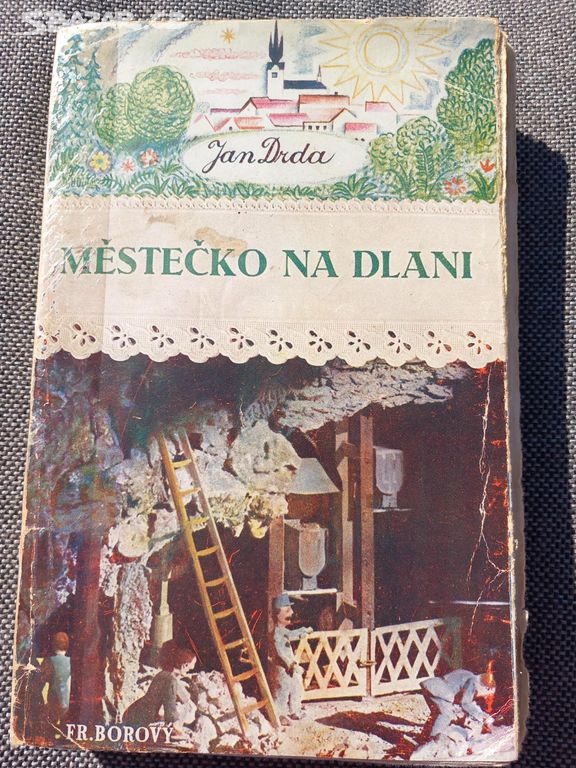 Jan Drda
MĚSTEČKO NA DLANI
FR. BOROVÝ